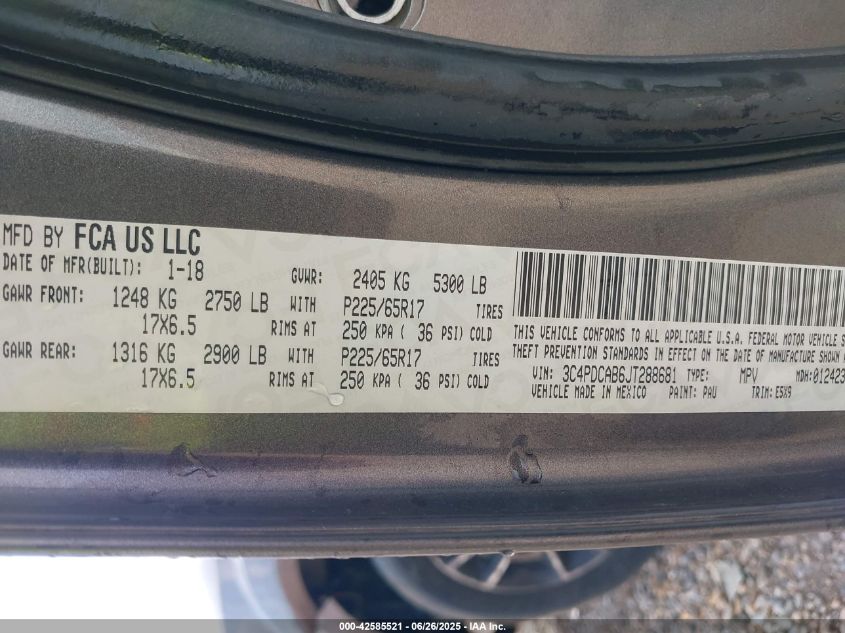 MFD BY FCA US LLC
DATE OF MFR(BUILT): 1-18 GVWR: 2405 KG 5300 LB
GAWR FRONT: 1248 KG 2750 LB WITH P225/65R17 TIRES
17X6.5 RIMS AT 250 KPA ( 36 PSI) COLD
GAWR REAR: 1316 KG 2900 LB WITH P225/65R17 TIRES
17X6.5 RIMS AT 250 KPA ( 36 PSI) COLD
THIS VEHICLE CONFORMS TO ALL APPLICABLE U.S.A. FEDERAL MOTOR VEHICLE S
THEFT PREVENTION STANDARDS IN EFFECT ON THE DATE OF MANUFACTURE SHOWN
VIN: 3C4PDCAB6JT288681 TYPE: MPV MDH:012423
VEHICLE MADE IN MEXICO PAINT: PAU TRIM: E5X9
000-42585521 - 06/26/2025 - IAA Inc.